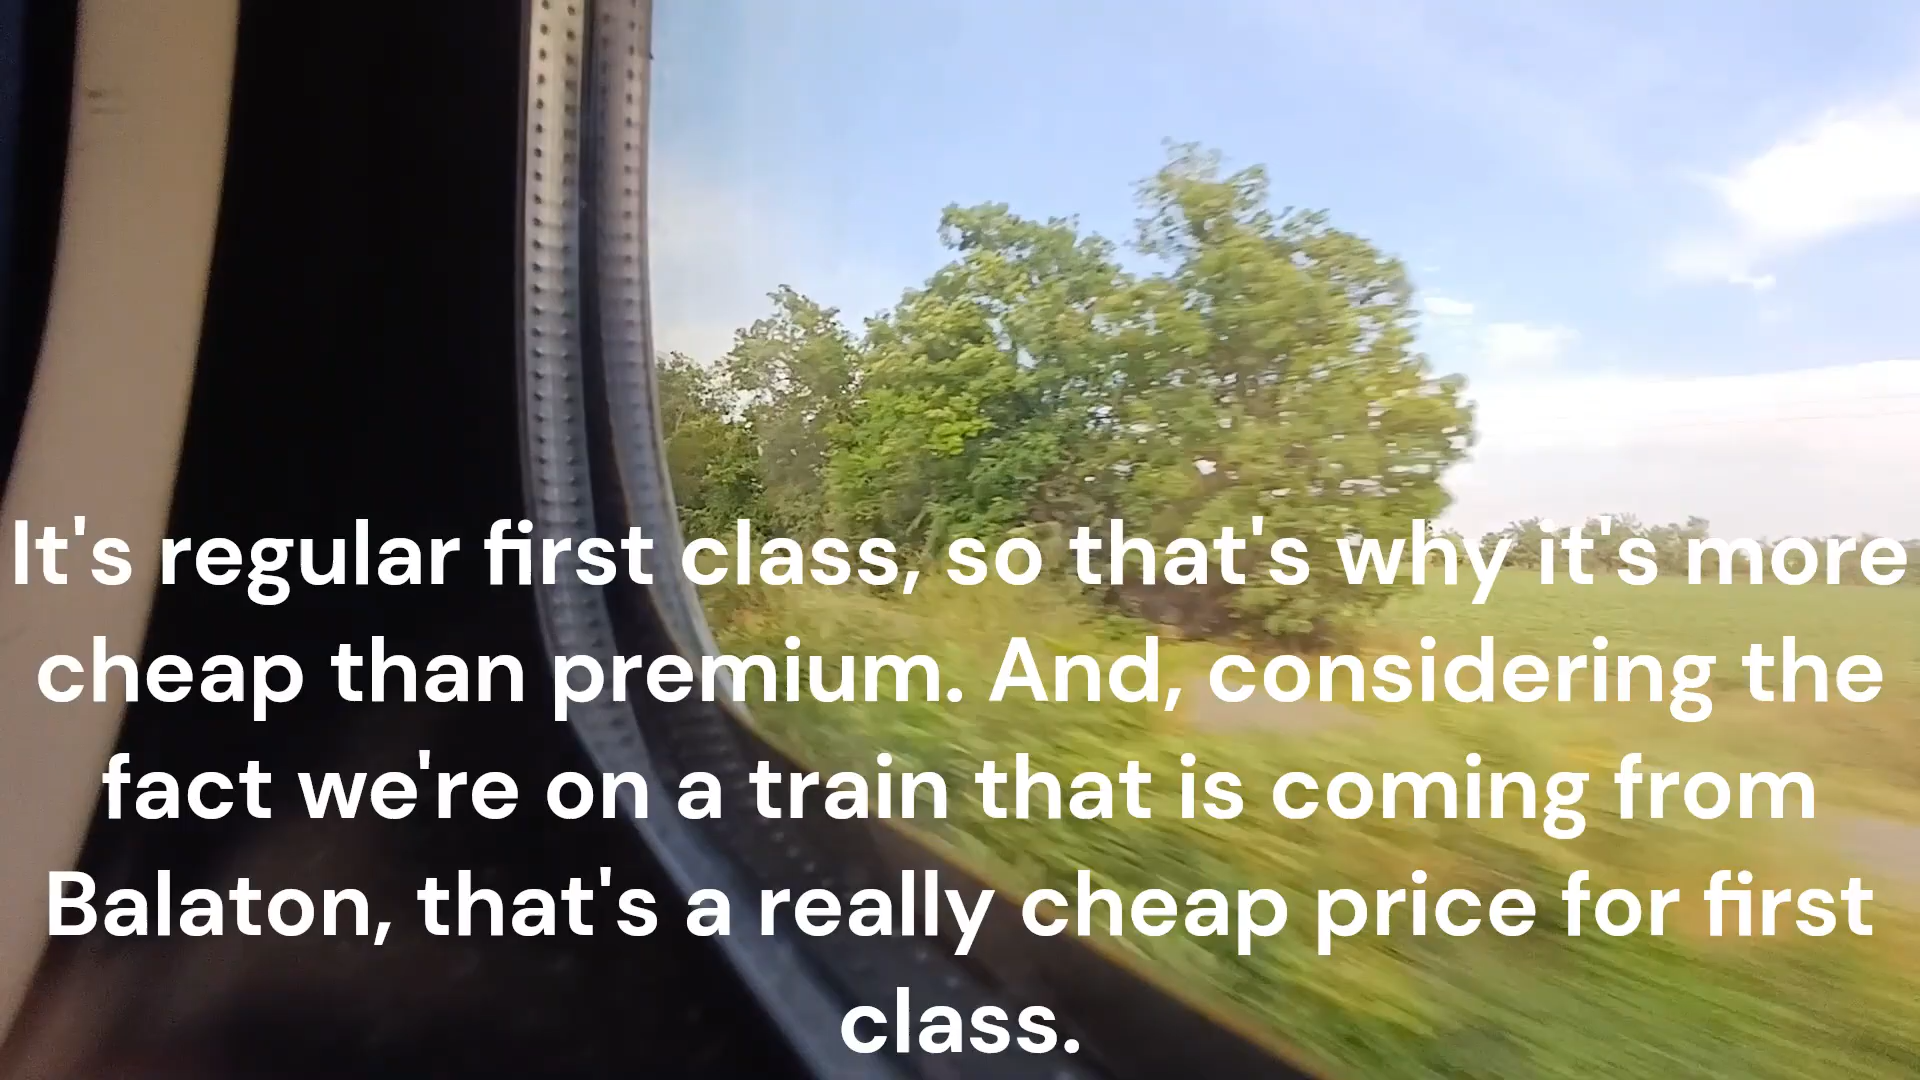 It's regular first class, so that's why it's more
cheap than premium. And, considering the
fact we're on a train that is coming from
Balaton, that's a really cheap price for first
class.